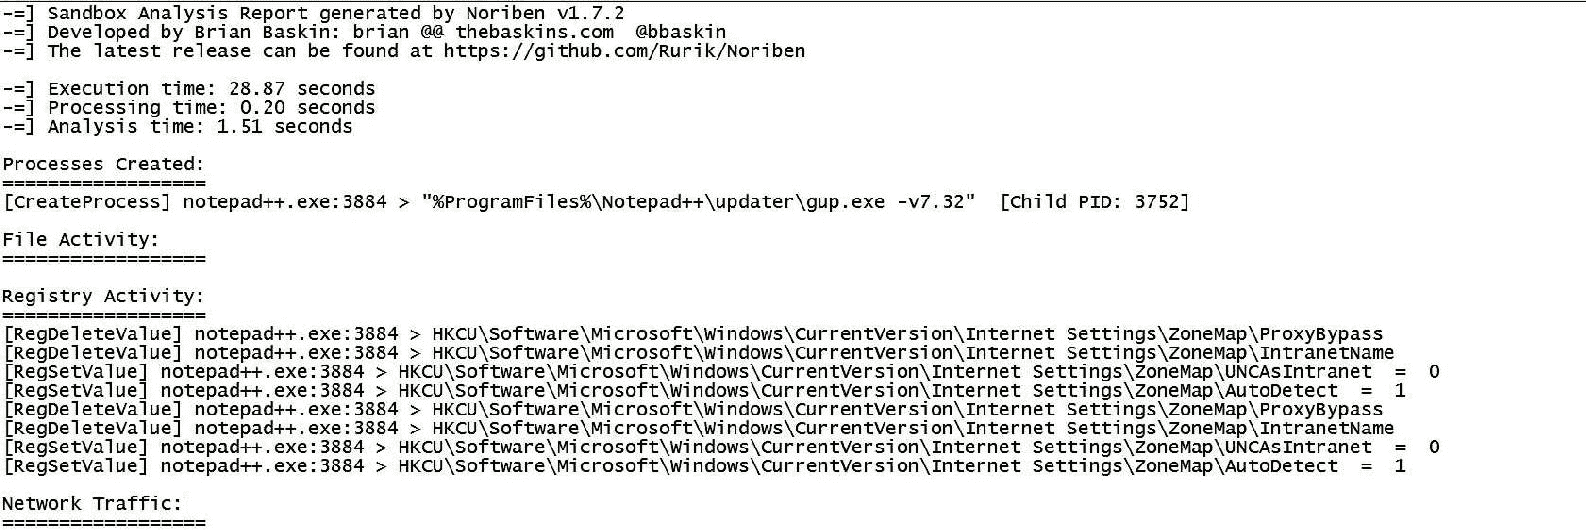 -=] Sandbox Analysis Report generated by Noriben v1.7.2
-=] Developed by Brian Baskin: brian @@ thebaskins.com  @bbaskin
-=] The latest release can be found at https://github.com/Rurik/Noriben
-=] Execution time: 28.87 seconds
-=] Processing time: 0.20 seconds
-=] Analysis time: 1.51 seconds
Processes Created:
==================
[CreateProcess] notepad++.exe:3884 > "%ProgramFiles%\Notepad++\updater\gup.exe -v7.32"  [Child PID: 3752]
File Activity:
==================
Registry Activity:
==================
[RegDeleteValue] notepad++.exe:3884 > HKCU\Software\Microsoft\Windows\CurrentVersion\Internet Settings\ZoneMap\ProxyBypass
[RegDeleteValue] notepad++.exe:3884 > HKCU\Software\Microsoft\Windows\CurrentVersion\Internet Settings\ZoneMap\IntranetName
[RegSetValue] notepad++.exe:3884 > HKCU\Software\Microsoft\Windows\CurrentVersion\Internet Settings\ZoneMap\UNCAsIntranet  =  0
[RegSetValue] notepad++.exe:3884 > HKCU\Software\Microsoft\Windows\CurrentVersion\Internet Settings\ZoneMap\AutoDetect  =  1
[RegDeleteValue] notepad++.exe:3884 > HKCU\Software\Microsoft\Windows\CurrentVersion\Internet Settings\ZoneMap\ProxyBypass
[RegDeleteValue] notepad++.exe:3884 > HKCU\Software\Microsoft\Windows\CurrentVersion\Internet Settings\ZoneMap\IntranetName
[RegSetValue] notepad++.exe:3884 > HKCU\Software\Microsoft\Windows\CurrentVersion\Internet Settings\ZoneMap\UNCAsIntranet  =  0
[RegSetValue] notepad++.exe:3884 > HKCU\Software\Microsoft\Windows\CurrentVersion\Internet Settings\ZoneMap\AutoDetect  =  1
Network Traffic:
==================